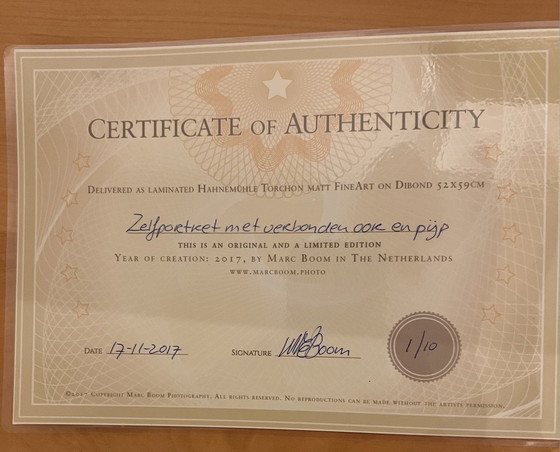 CERTIFICATE OF AUTHENTICITY
DELIVERED AS LAMINATED HAHNEMÜHLE TORCHON MATT FINEART ON DIBOND 52X59CM
Zelfportret met verbonden oor en pijp
THIS IS AN ORIGINAL AND A LIMITED EDITION
YEAR OF CREATION: 2017, BY MARC BOOM IN THE NETHERLANDS
WWW.MARCBOOM.PHOTO
DATE 17-11-2017 SIGNATURE MBoom 1/10
©2017 COPYRIGHT MARC BOOM PHOTOGRAPHY. ALL RIGHTS RESERVED. NO REPRODUCTIONS CAN BE MADE WITHOUT THE ARTISTS PERMISSION.